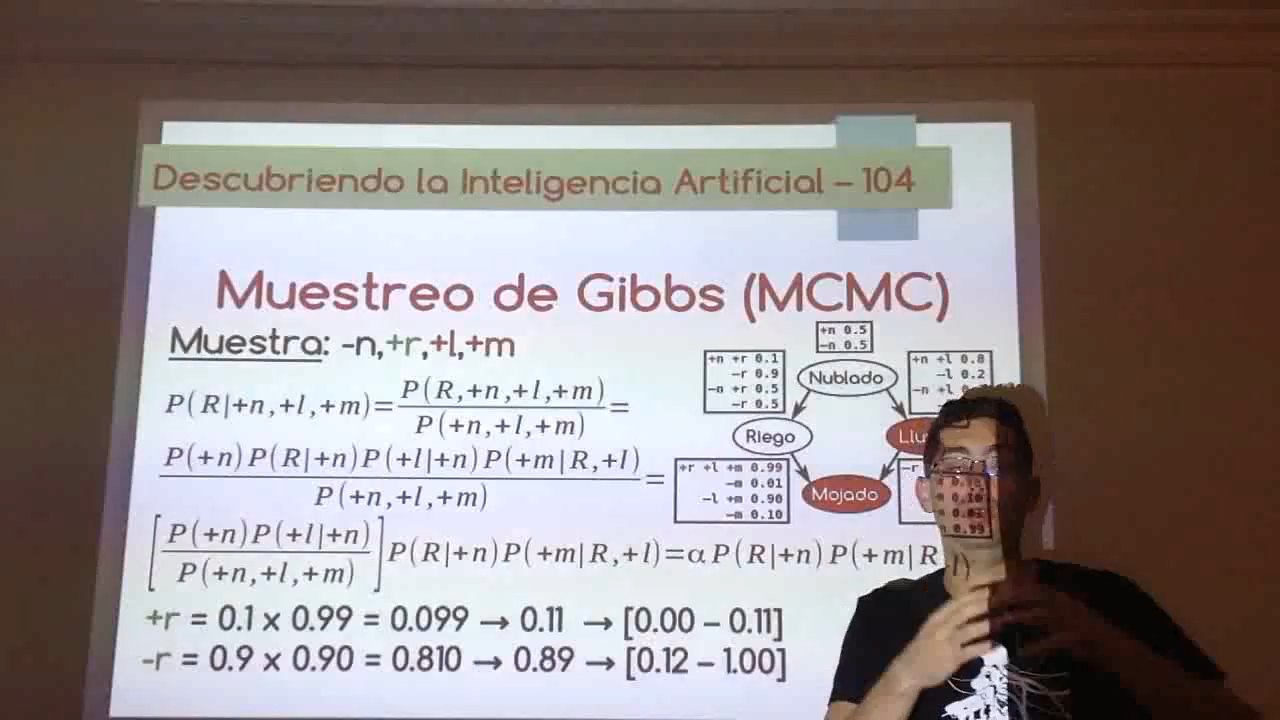 Descubriendo la Inteligencia Artificial – 104
Muestreo de Gibbs (MCMC)
Muestra: -n,+r,+l,+m
P(R|+n,+l,+m)=P(R,+n,+l,+m)/P(+n,+l,+m)=
P(+n)P(R|+n)P(+l|+n)P(+m|R,+l)/P(+n,+l,+m)=
[P(+n)P(+l|+n)/P(+n,+l,+m)]P(R|+n)P(+m|R,+l)=αP(R|+n)P(+m|R l)
+r = 0.1 x 0.99 = 0.099 → 0.11 → [0.00 – 0.11]
-r = 0.9 x 0.90 = 0.810 → 0.89 → [0.12 – 1.00]
+n 0.5
-n 0.5
+n +r 0.1
-r 0.9
-n +r 0.5
-r 0.5
Nublado
+n +l 0.8
-l 0.2
-n +l
Riego
+r +l +m 0.99
-m 0.01
-l +m 0.90
-m 0.10
Mojado
-r